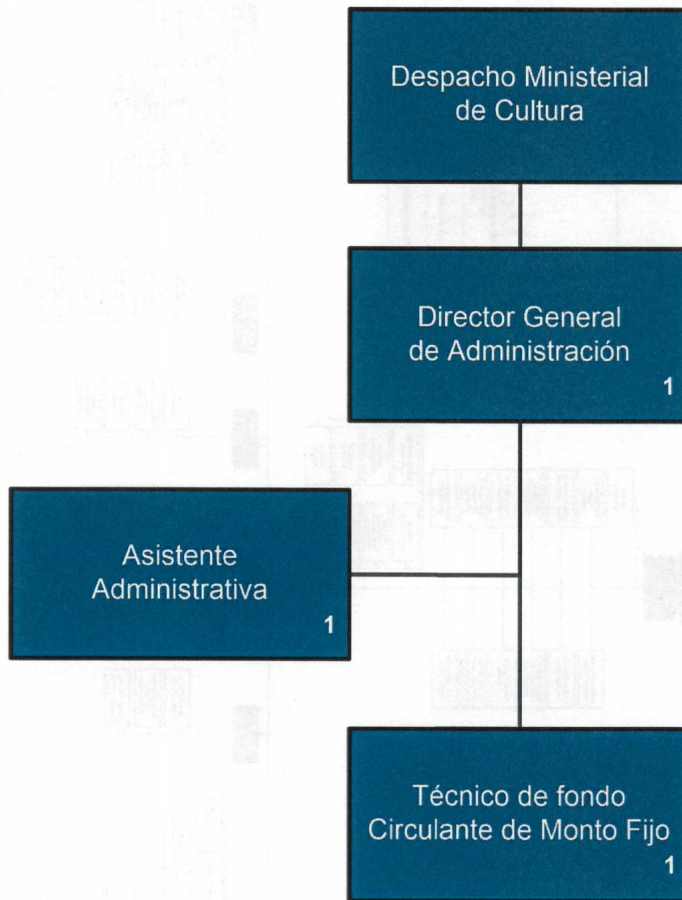 Despacho Ministerial
de Cultura
Director General
de Administración
1
Asistente
Administrativa
1
Técnico de fondo
Circulante de Monto Fijo
1